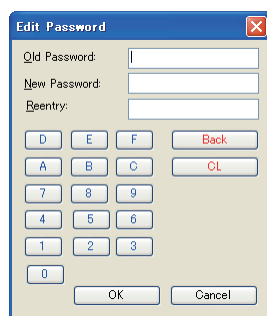 Edit Password
Old Password:
New Password:
Reentry:
D E F Back
A B C CL
7 8 9
4 5 6
1 2 3
0
OK Cancel